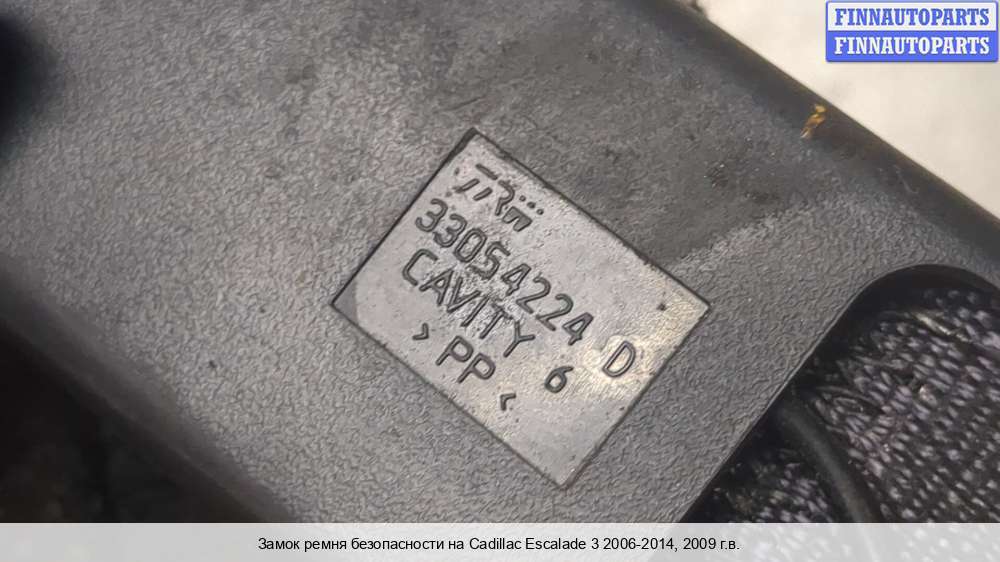 FINNAUTOPARTS
FINNAUTOPARTS
TRW
33054224 D
CAVITY 6
>PP<
Замок ремня безопасности на Cadillac Escalade 3 2006-2014, 2009 г.в.